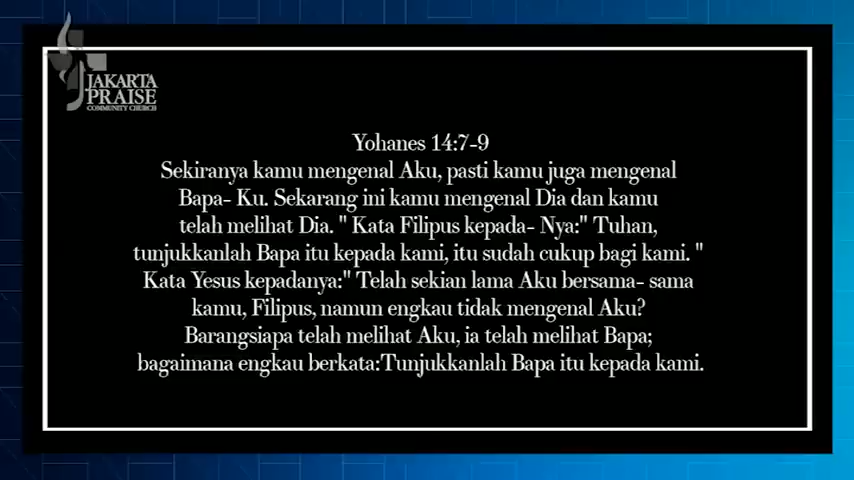 JAKARTA
PRAISE
COMMUNITY CHURCH
Yohanes 14:7-9
Sekiranya kamu mengenal Aku, pasti kamu juga mengenal
Bapa- Ku. Sekarang ini kamu mengenal Dia dan kamu
telah melihat Dia. " Kata Filipus kepada- Nya:" Tuhan,
tunjukkanlah Bapa itu kepada kami, itu sudah cukup bagi kami. "
Kata Yesus kepadanya:" Telah sekian lama Aku bersama- sama
kamu, Filipus, namun engkau tidak mengenal Aku?
Barangsiapa telah melihat Aku, ia telah melihat Bapa;
bagaimana engkau berkata:Tunjukkanlah Bapa itu kepada kami.